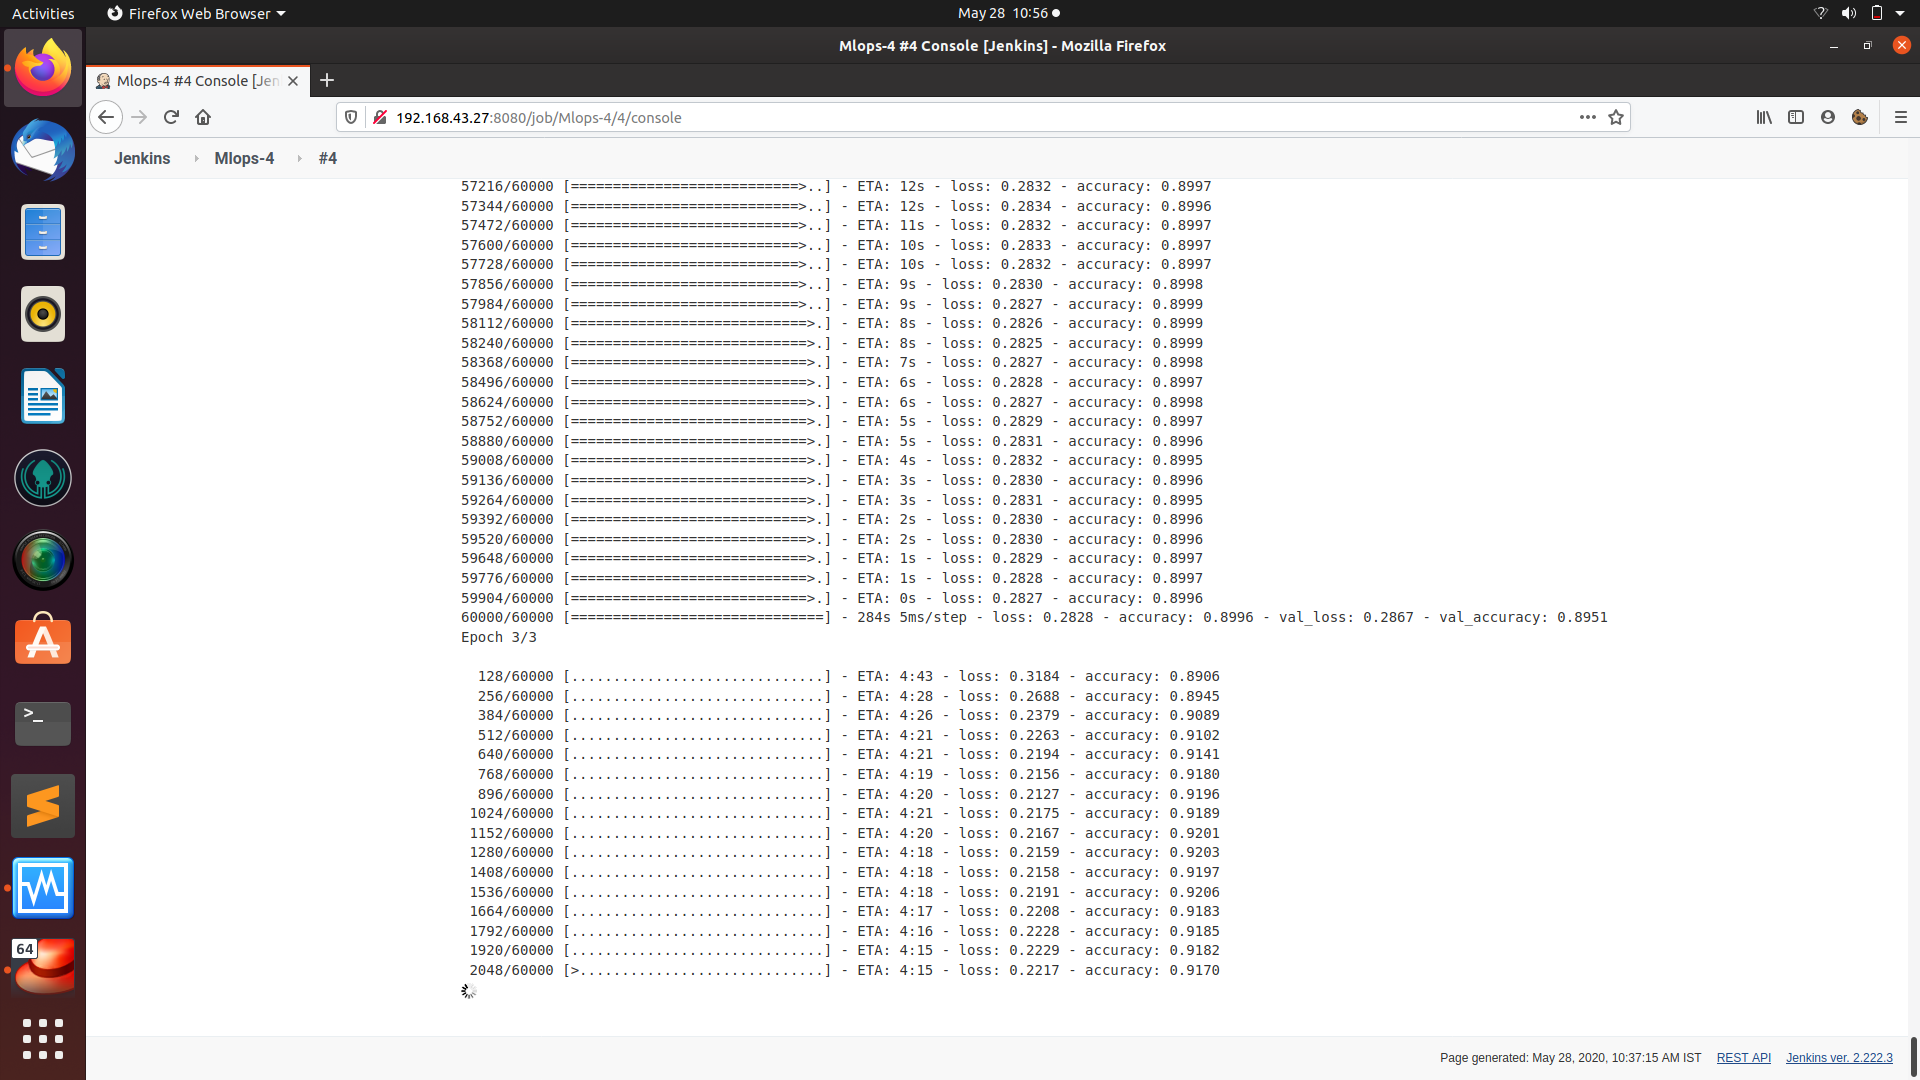 Activities
Firefox Web Browser
May 28 10:56
Mlops-4 #4 Console [Jenkins] - Mozilla Firefox
Mlops-4 #4 Console [Jen
192.168.43.27:8080/job/Mlops-4/4/console
Jenkins
Mlops-4
#4
57216/60000 [===========================>..] - ETA: 12s - loss: 0.2832 - accuracy: 0.8997
57344/60000 [===========================>..] - ETA: 12s - loss: 0.2834 - accuracy: 0.8996
57472/60000 [===========================>..] - ETA: 11s - loss: 0.2832 - accuracy: 0.8997
57600/60000 [===========================>..] - ETA: 10s - loss: 0.2833 - accuracy: 0.8997
57728/60000 [===========================>..] - ETA: 10s - loss: 0.2832 - accuracy: 0.8997
57856/60000 [===========================>..] - ETA: 9s - loss: 0.2830 - accuracy: 0.8998
57984/60000 [===========================>..] - ETA: 9s - loss: 0.2827 - accuracy: 0.8999
58112/60000 [============================>.] - ETA: 8s - loss: 0.2826 - accuracy: 0.8999
58240/60000 [============================>.] - ETA: 8s - loss: 0.2825 - accuracy: 0.8999
58368/60000 [============================>.] - ETA: 7s - loss: 0.2827 - accuracy: 0.8998
58496/60000 [============================>.] - ETA: 6s - loss: 0.2828 - accuracy: 0.8997
58624/60000 [============================>.] - ETA: 6s - loss: 0.2827 - accuracy: 0.8998
58752/60000 [============================>.] - ETA: 5s - loss: 0.2829 - accuracy: 0.8997
58880/60000 [============================>.] - ETA: 5s - loss: 0.2831 - accuracy: 0.8996
59008/60000 [============================>.] - ETA: 4s - loss: 0.2832 - accuracy: 0.8995
59136/60000 [============================>.] - ETA: 3s - loss: 0.2830 - accuracy: 0.8996
59264/60000 [============================>.] - ETA: 3s - loss: 0.2831 - accuracy: 0.8995
59392/60000 [============================>.] - ETA: 2s - loss: 0.2830 - accuracy: 0.8996
59520/60000 [============================>.] - ETA: 2s - loss: 0.2830 - accuracy: 0.8996
59648/60000 [============================>.] - ETA: 1s - loss: 0.2829 - accuracy: 0.8997
59776/60000 [============================>.] - ETA: 1s - loss: 0.2828 - accuracy: 0.8997
59904/60000 [============================>.] - ETA: 0s - loss: 0.2827 - accuracy: 0.8996
60000/60000 [==============================] - 284s 5ms/step - loss: 0.2828 - accuracy: 0.8996 - val_loss: 0.2867 - val_accuracy: 0.8951
Epoch 3/3
128/60000 [..............................] - ETA: 4:43 - loss: 0.3184 - accuracy: 0.8906
256/60000 [..............................] - ETA: 4:28 - loss: 0.2688 - accuracy: 0.8945
384/60000 [..............................] - ETA: 4:26 - loss: 0.2379 - accuracy: 0.9089
512/60000 [..............................] - ETA: 4:21 - loss: 0.2263 - accuracy: 0.9102
640/60000 [..............................] - ETA: 4:21 - loss: 0.2194 - accuracy: 0.9141
768/60000 [..............................] - ETA: 4:19 - loss: 0.2156 - accuracy: 0.9180
896/60000 [..............................] - ETA: 4:20 - loss: 0.2127 - accuracy: 0.9196
1024/60000 [..............................] - ETA: 4:21 - loss: 0.2175 - accuracy: 0.9189
1152/60000 [..............................] - ETA: 4:20 - loss: 0.2167 - accuracy: 0.9201
1280/60000 [..............................] - ETA: 4:18 - loss: 0.2159 - accuracy: 0.9203
1408/60000 [..............................] - ETA: 4:18 - loss: 0.2158 - accuracy: 0.9197
1536/60000 [..............................] - ETA: 4:18 - loss: 0.2191 - accuracy: 0.9206
1664/60000 [..............................] - ETA: 4:17 - loss: 0.2208 - accuracy: 0.9183
1792/60000 [..............................] - ETA: 4:16 - loss: 0.2228 - accuracy: 0.9185
1920/60000 [..............................] - ETA: 4:15 - loss: 0.2229 - accuracy: 0.9182
2048/60000 [>.............................] - ETA: 4:15 - loss: 0.2217 - accuracy: 0.9170
64
Page generated: May 28, 2020, 10:37:15 AM IST
REST API
Jenkins ver. 2.222.3